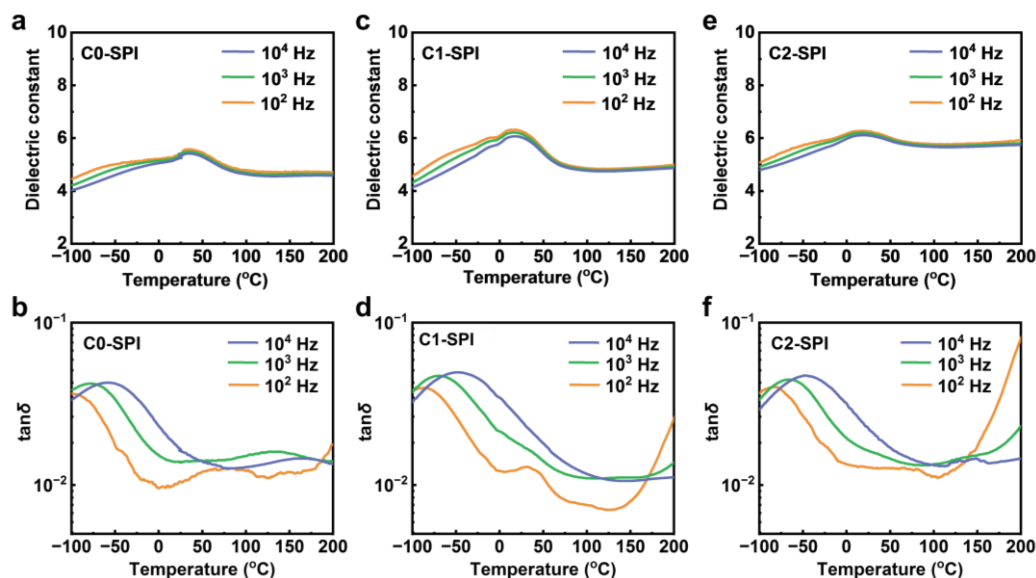 a
C0-SPI
10⁴ Hz
10³ Hz
10² Hz
Dielectric constant
10
8
6
4
2
−100 −50 0 50 100 150 200
Temperature (°C)
c
C1-SPI
10⁴ Hz
10³ Hz
10² Hz
Dielectric constant
10
8
6
4
2
−100 −50 0 50 100 150 200
Temperature (°C)
e
C2-SPI
10⁴ Hz
10³ Hz
10² Hz
Dielectric constant
10
8
6
4
2
−100 −50 0 50 100 150 200
Temperature (°C)
b
C0-SPI
10⁴ Hz
10³ Hz
10² Hz
tanδ
10⁻¹
10⁻²
−100 −50 0 50 100 150 200
Temperature (°C)
d
C1-SPI
10⁴ Hz
10³ Hz
10² Hz
tanδ
10⁻¹
10⁻²
−100 −50 0 50 100 150 200
Temperature (°C)
f
C2-SPI
10⁴ Hz
10³ Hz
10² Hz
tanδ
10⁻¹
10⁻²
−100 −50 0 50 100 150 200
Temperature (°C)